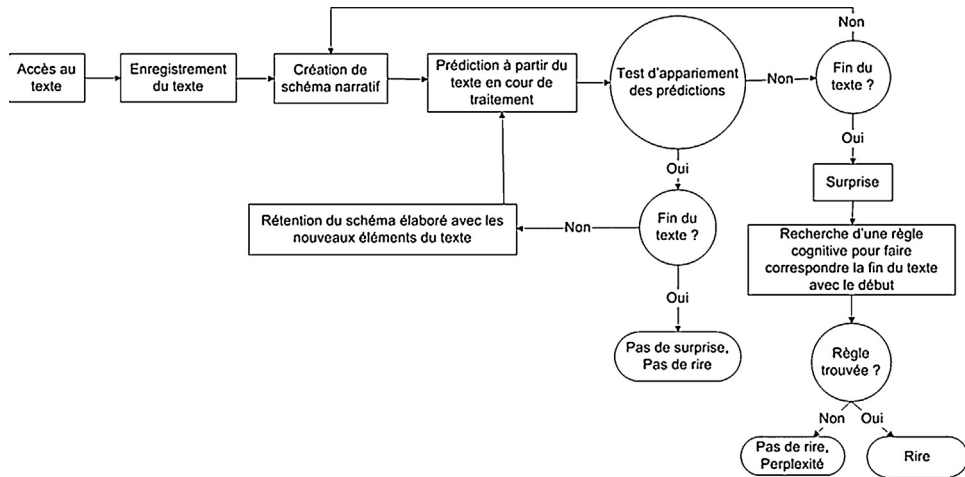 Non
Accès au
texte
Enregistrement
du texte
Création de
schéma narratif
Prédiction à partir du
texte en cour de
traitement
Test d'appariement
des prédictions
Non
Fin du
texte ?
Oui
Oui
Surprise
Rétention du schéma élaboré avec les
nouveaux éléments du texte
Non
Fin du
texte ?
Recherche d'une règle
cognitive pour faire
correspondre la fin du texte
avec le début
Oui
Pas de surprise,
Pas de rire
Règle
trouvée ?
Non
Oui
Pas de rire,
Perplexité
Rire